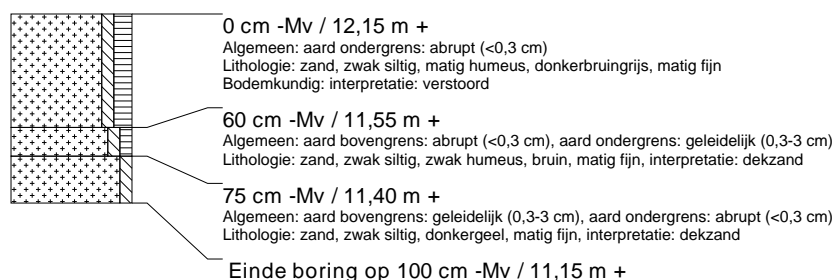 0 cm -Mv / 12,15 m +
Algemeen: aard ondergrens: abrupt (<0,3 cm)
Lithologie: zand, zwak siltig, matig humeus, donkerbruingrijs, matig fijn
Bodemkundig: interpretatie: verstoord
60 cm -Mv / 11,55 m +
Algemeen: aard bovengrens: abrupt (<0,3 cm), aard ondergrens: geleidelijk (0,3-3 cm)
Lithologie: zand, zwak siltig, zwak humeus, bruin, matig fijn, interpretatie: dekzand
75 cm -Mv / 11,40 m +
Algemeen: aard bovengrens: geleidelijk (0,3-3 cm), aard ondergrens: abrupt (<0,3 cm)
Lithologie: zand, zwak siltig, donkergeel, matig fijn, interpretatie: dekzand
Einde boring op 100 cm -Mv / 11,15 m +